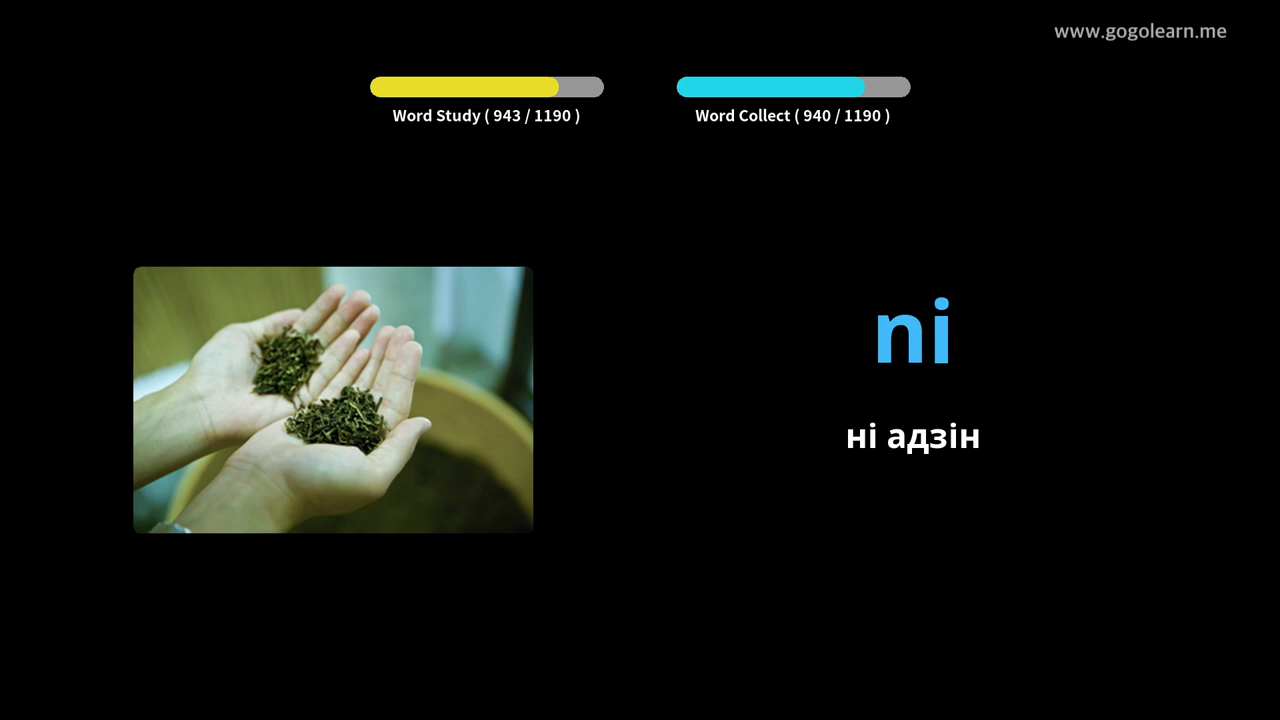 www.gogolearn.me
Word Study ( 943 / 1190 )
Word Collect ( 940 / 1190 )
ni
ні адзін